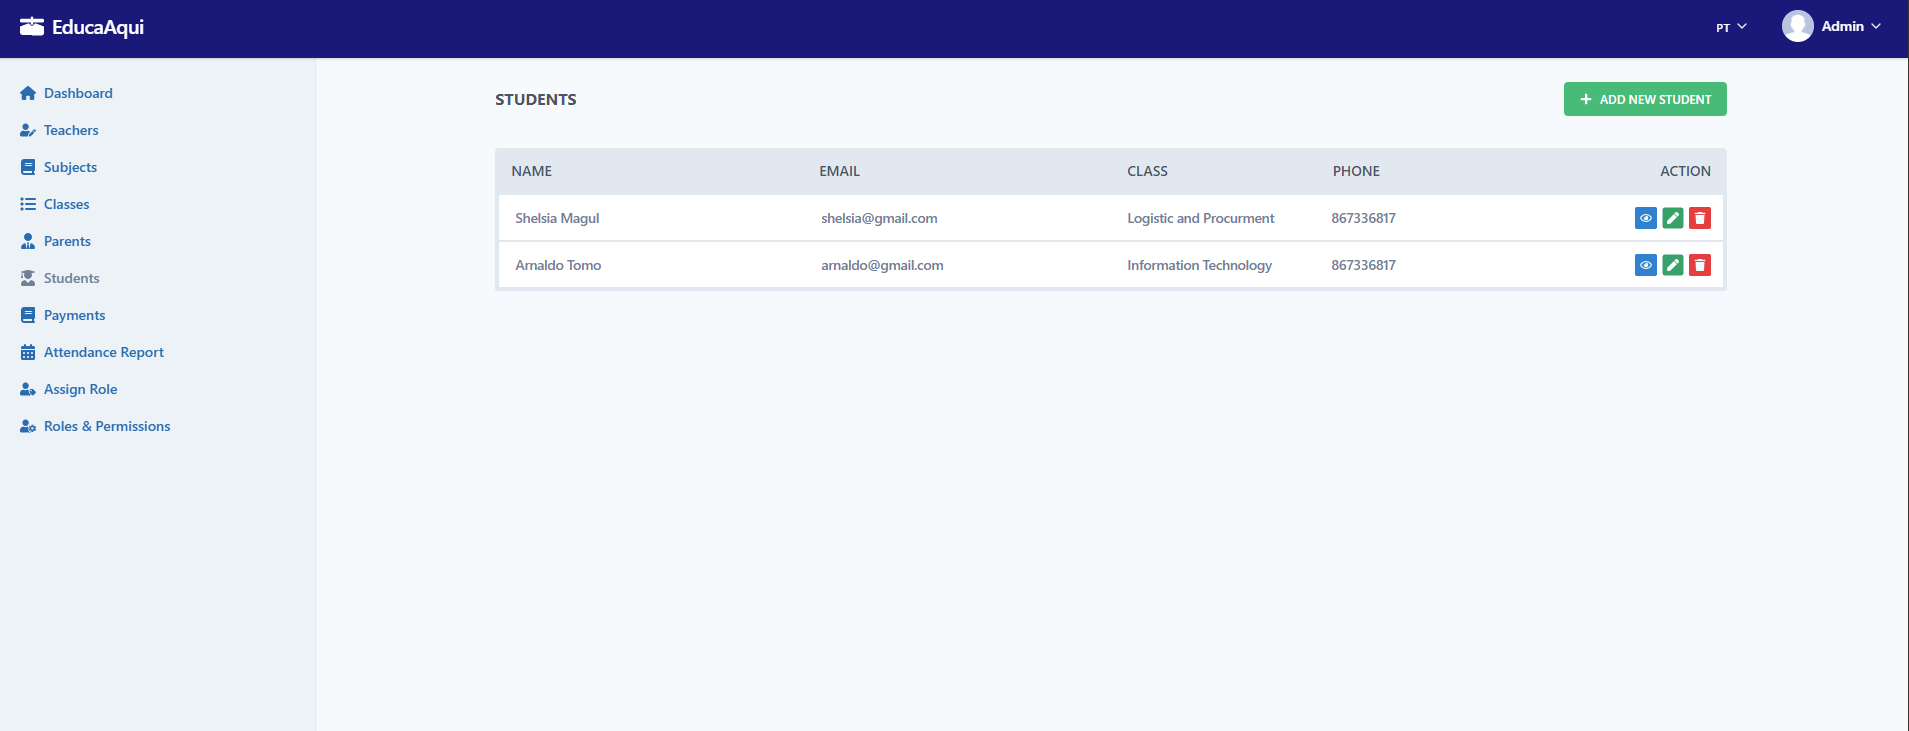 EducaAqui
PT
Admin
Dashboard
Teachers
Subjects
Classes
Parents
Students
Payments
Attendance Report
Assign Role
Roles & Permissions
STUDENTS
ADD NEW STUDENT
NAME EMAIL CLASS PHONE ACTION
Shelsia Magul shelsia@gmail.com Logistic and Procurment 867336817
Arnaldo Tomo arnaldo@gmail.com Information Technology 867336817